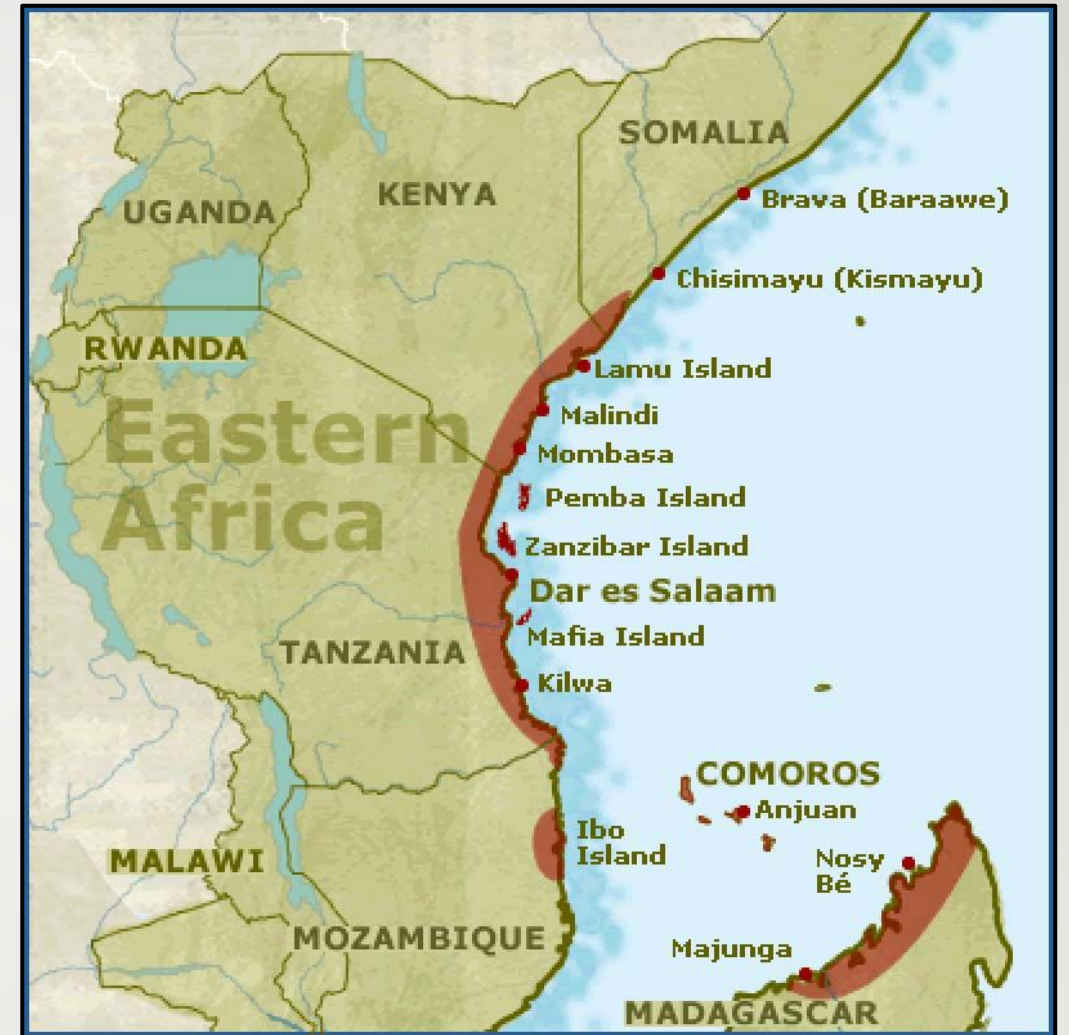 SOMALIA
KENYA
UGANDA
Brava (Baraawe)
Chisimayu (Kismayu)
RWANDA
Lamu Island
Malindi
Eastern
Africa
Mombasa
Pemba Island
Zanzibar Island
Dar es Salaam
Mafia Island
TANZANIA
Kilwa
COMOROS
Anjuan
Ibo
Island
MALAWI
Nosy
Bé
MOZAMBIQUE
Majunga
MADAGASCAR